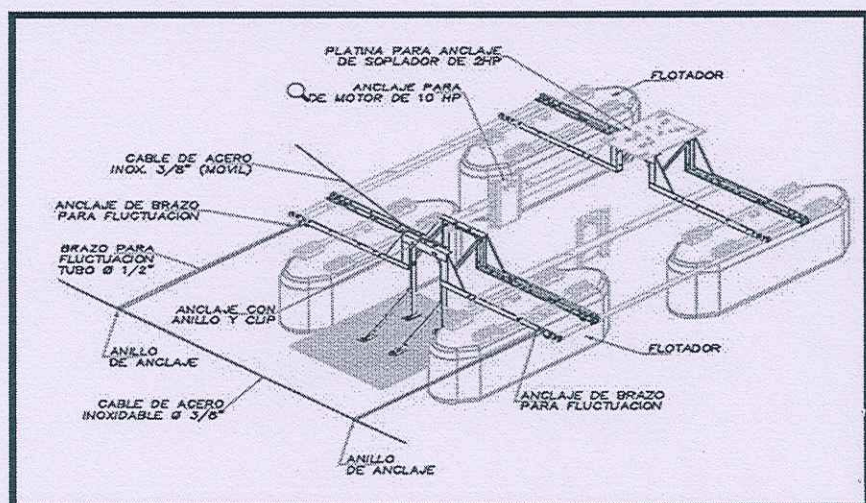 PLATINA PARA ANCLAJE
DE SOPLADOR DE 2HP
FLOTADOR
ANCLAJE PARA
DE MOTOR DE 10 HP
CABLE DE ACERO
INOX. 3/8" (MOVIL)
ANCLAJE DE BRAZO
PARA FLUCTUACION
BRAZO PARA
FLUCTUACION
TUBO Ø 1/2"
ANCLAJE CON
ANILLO Y CLIP
ANILLO
DE ANCLAJE
FLOTADOR
CABLE DE ACERO
INOXIDABLE Ø 3/8"
ANCLAJE DE BRAZO
PARA FLUCTUACION
ANILLO
DE ANCLAJE